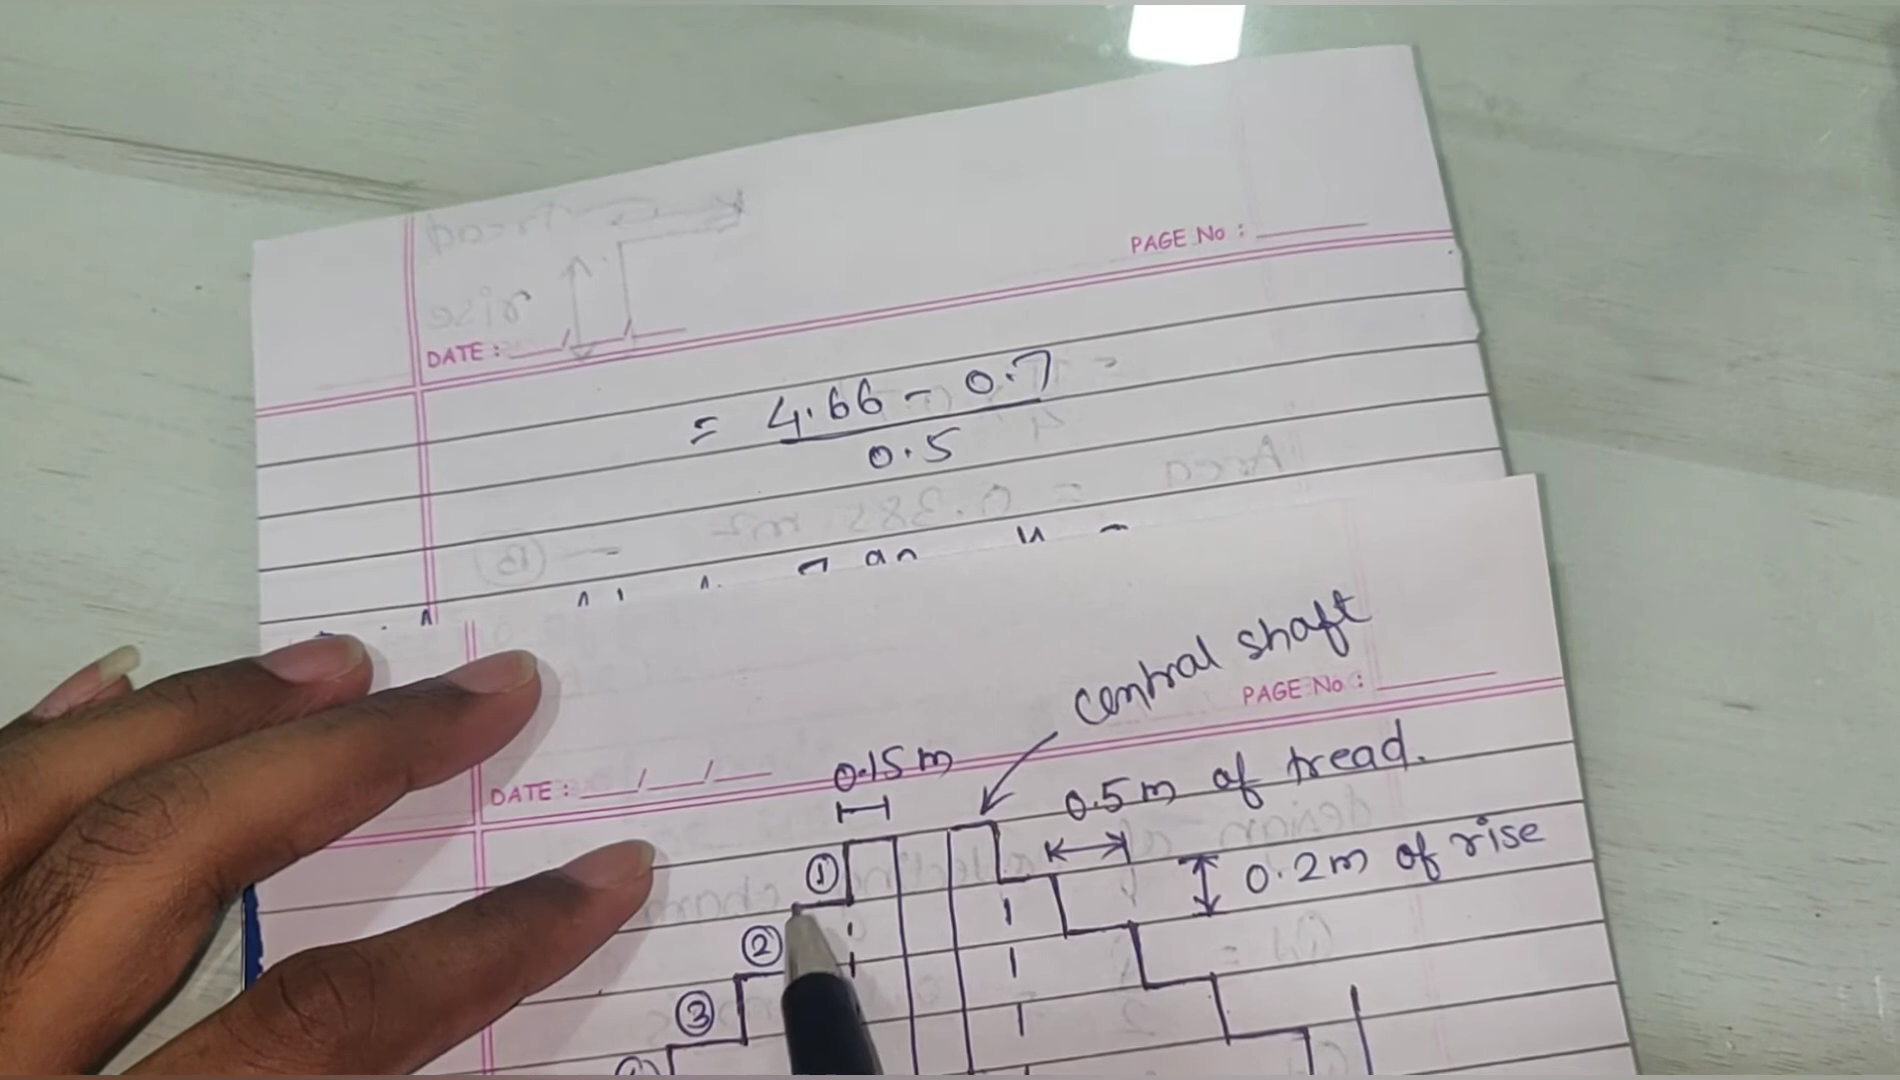 PAGE No :
DATE :
= 4.66 - 0.7
0.5
central shaft
PAGE No :
DATE :
0.15 m
0.5 m of tread.
0.2 m of rise
①
②
③